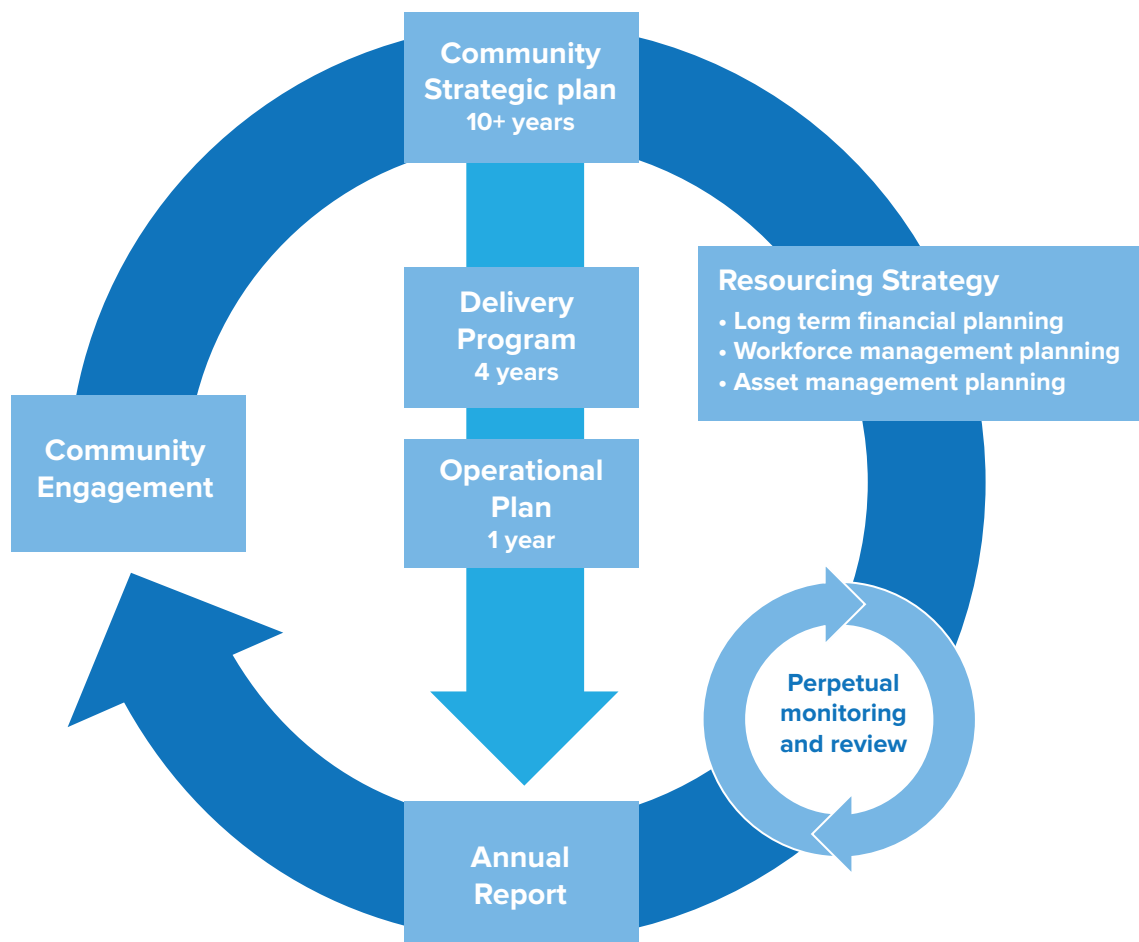 Community
Strategic plan
10+ years
Resourcing Strategy
• Long term financial planning
• Workforce management planning
• Asset management planning
Delivery
Program
4 years
Community
Engagement
Operational
Plan
1 year
Perpetual
monitoring
and review
Annual
Report